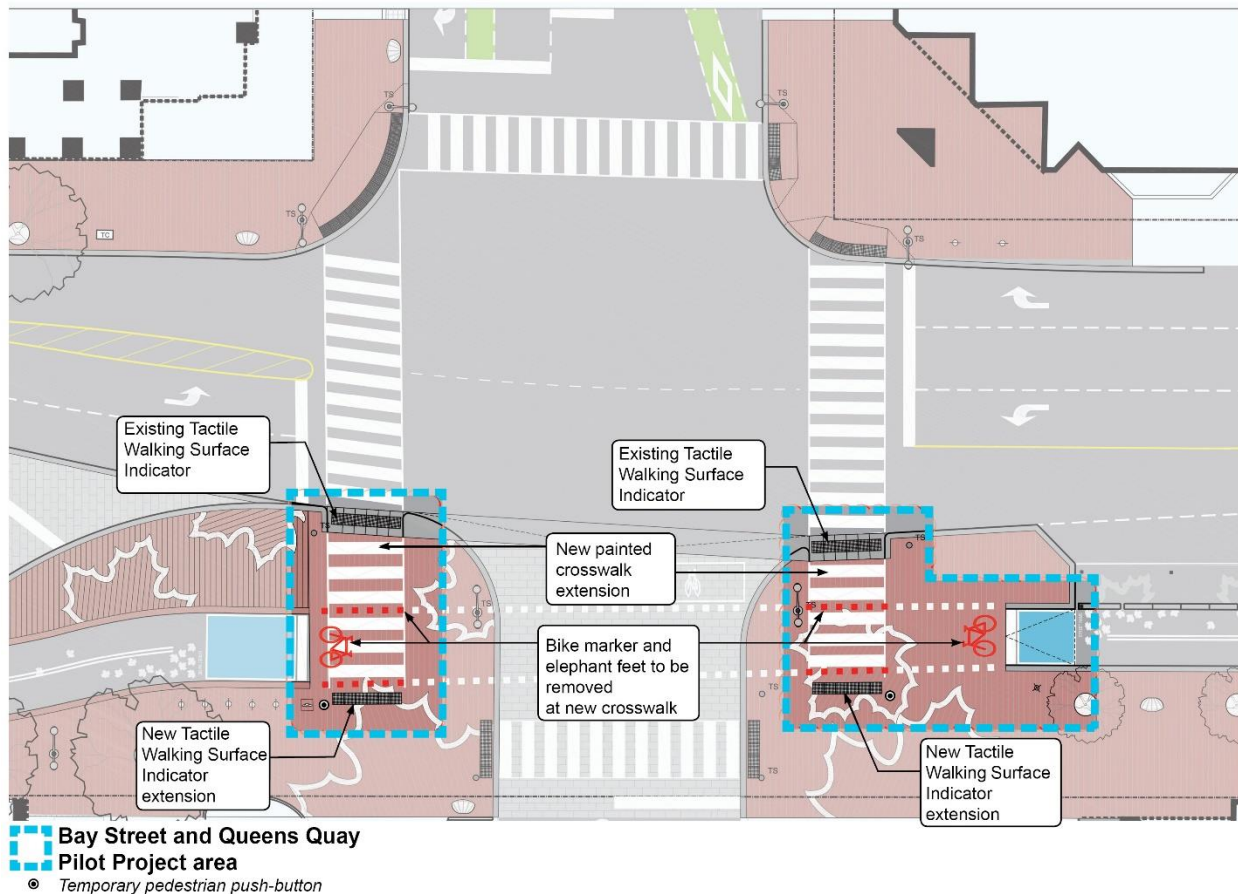 TS
TS
TS
TC
TS
Existing Tactile
Walking Surface
Indicator
Existing Tactile
Walking Surface
Indicator
TS
TS
New painted
crosswalk
extension
TS
TS
Bike marker and
elephant feet to be
removed
at new crosswalk
TS
New Tactile
Walking Surface
Indicator
extension
New Tactile
Walking Surface
Indicator
extension
Bay Street and Queens Quay
Pilot Project area
Temporary pedestrian push-button